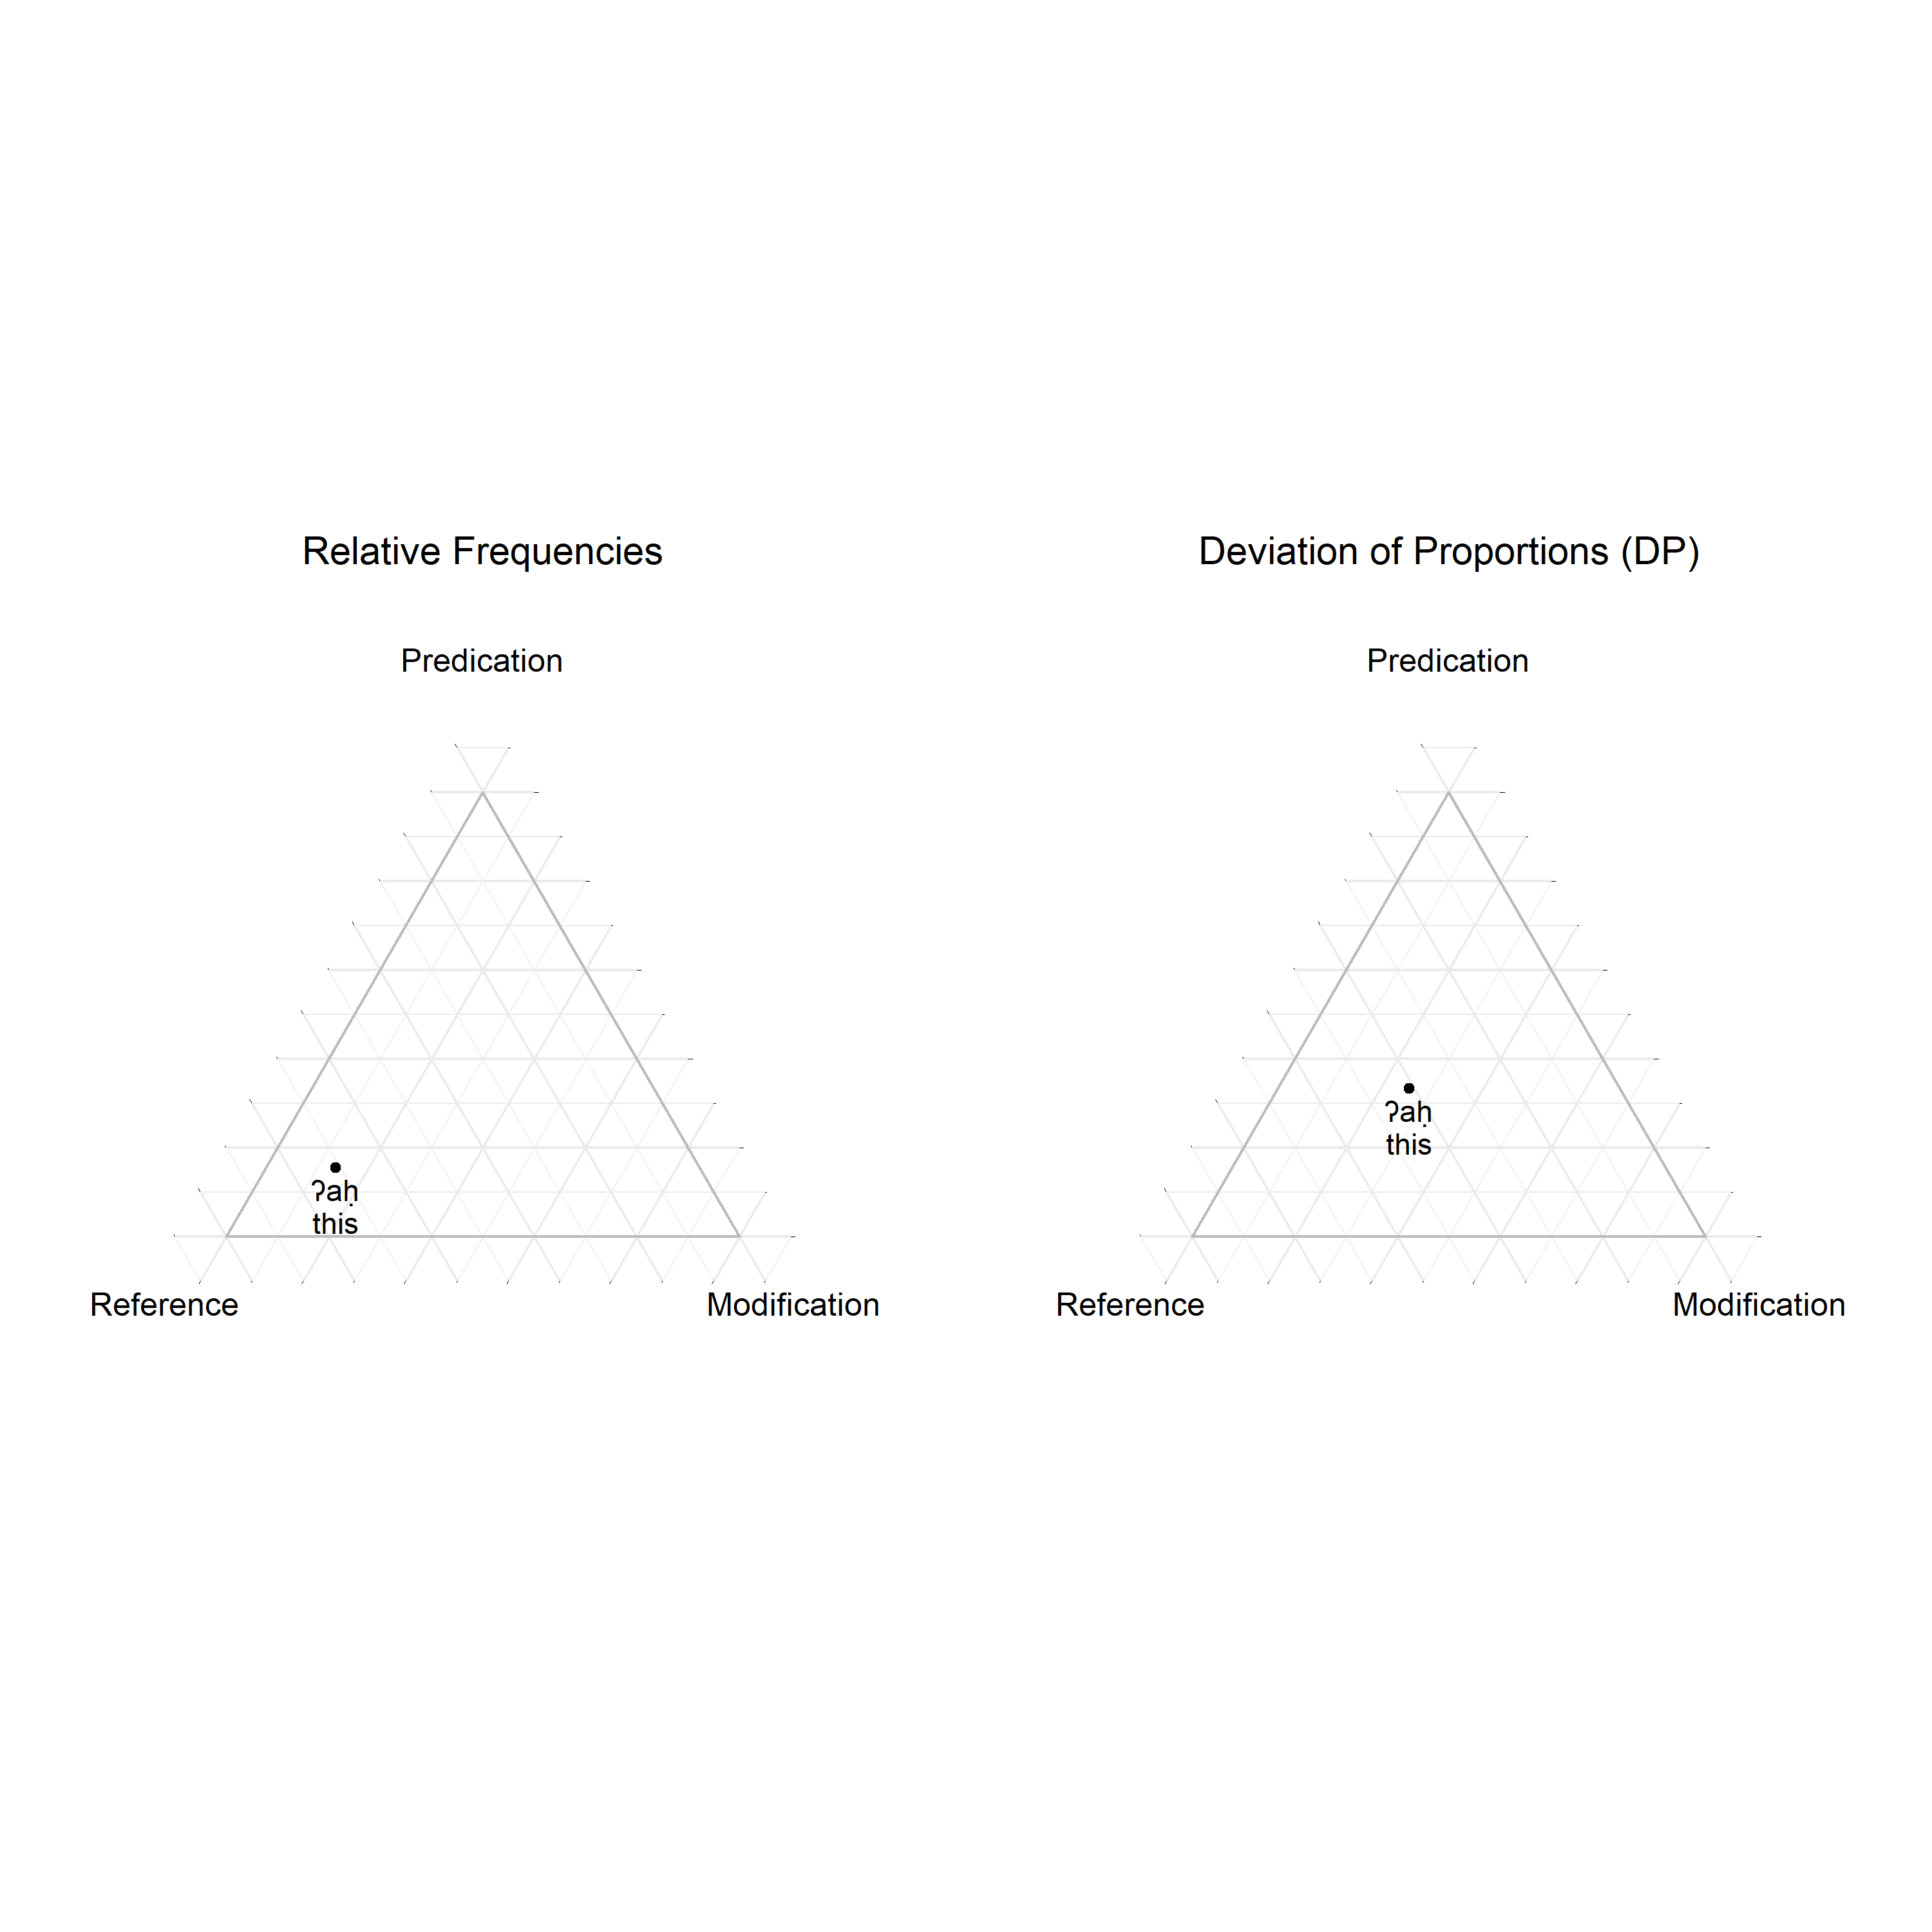 Relative Frequencies
Predication
ʔaḥ
this
Reference
Modification
Deviation of Proportions (DP)
Predication
ʔaḥ
this
Reference
Modification